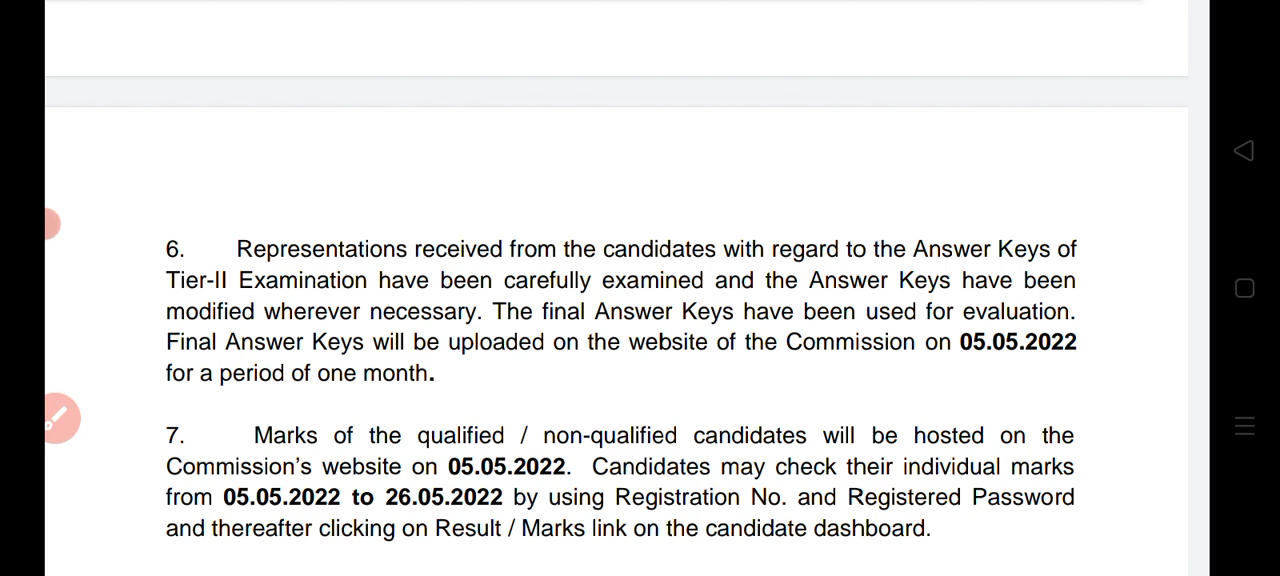 6. Representations received from the candidates with regard to the Answer Keys of
Tier-II Examination have been carefully examined and the Answer Keys have been
modified wherever necessary. The final Answer Keys have been used for evaluation.
Final Answer Keys will be uploaded on the website of the Commission on 05.05.2022
for a period of one month.
7. Marks of the qualified / non-qualified candidates will be hosted on the
Commission's website on 05.05.2022. Candidates may check their individual marks
from 05.05.2022 to 26.05.2022 by using Registration No. and Registered Password
and thereafter clicking on Result / Marks link on the candidate dashboard.